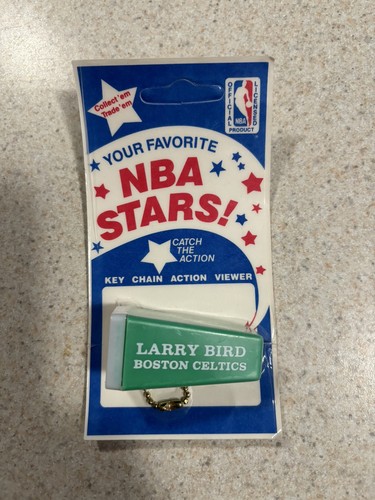 Collect 'em
Trade 'em
OFFICIAL
LICENSED
NBA
PRODUCT
YOUR FAVORITE
NBA
STARS!
CATCH
THE
ACTION
KEY CHAIN ACTION VIEWER
LARRY BIRD
BOSTON CELTICS